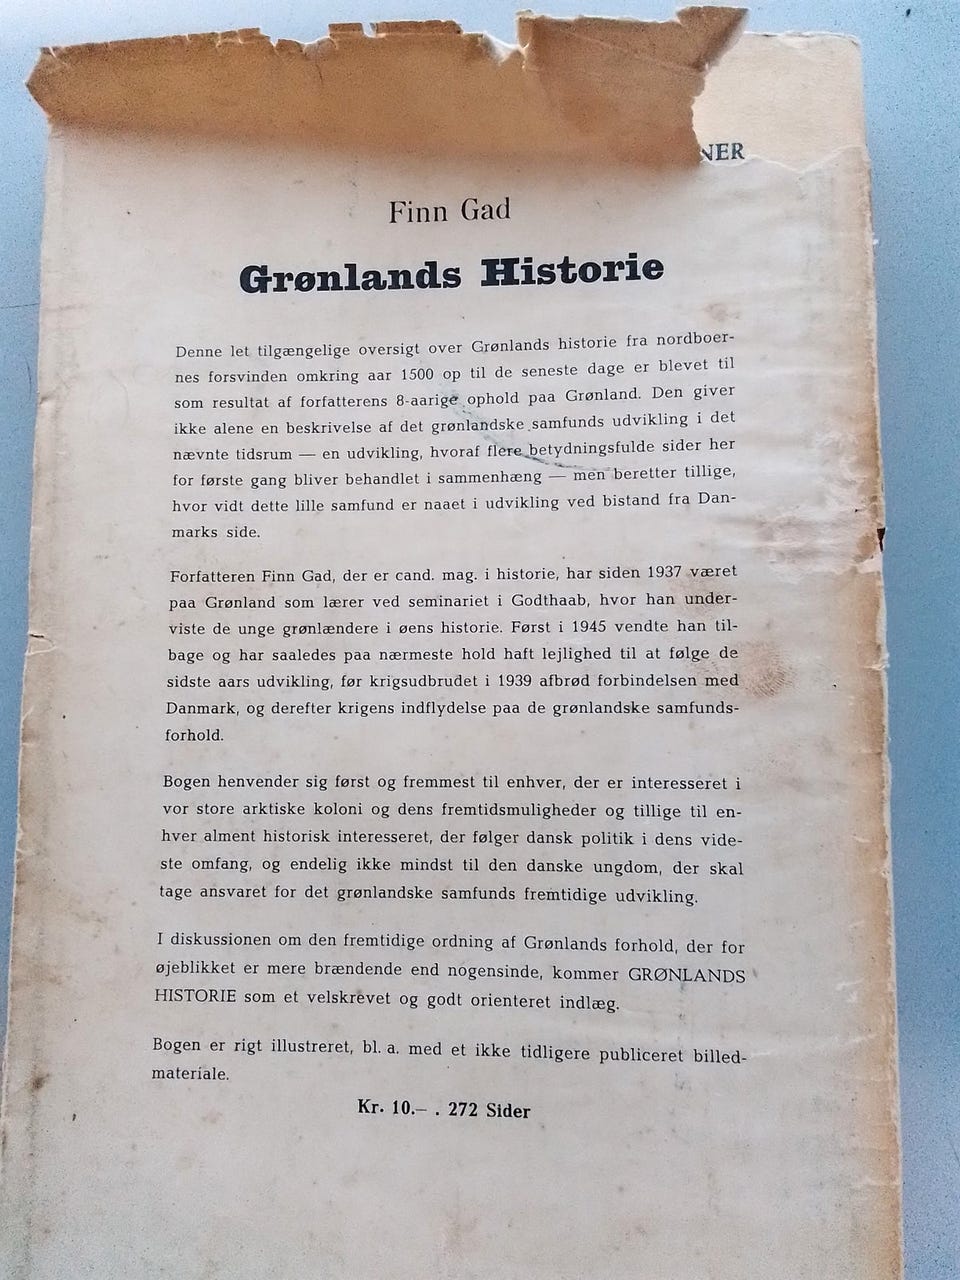 Finn Gad
Grønlands Historie
Denne let tilgængelige oversigt over Grønlands historie fra nordboer-
nes forsvinden omkring aar 1500 op til de seneste dage er blevet til
som resultat af forfatterens 8-aarige ophold paa Grønland. Den giver
ikke alene en beskrivelse af det grønlandske samfunds udvikling i det
nævnte tidsrum — en udvikling, hvoraf flere betydningsfulde sider her
for første gang bliver behandlet i sammenhæng — men beretter tillige,
hvor vidt dette lille samfund er naaet i udvikling ved bistand fra Dan-
marks side.
Forfatteren Finn Gad, der er cand. mag. i historie, har siden 1937 været
paa Grønland som lærer ved seminariet i Godthaab, hvor han under-
viste de unge grønlændere i øens historie. Først i 1945 vendte han til-
bage og har saaledes paa nærmeste hold haft lejlighed til at følge de
sidste aars udvikling, før krigsudbrudet i 1939 afbrød forbindelsen med
Danmark, og derefter krigens indflydelse paa de grønlandske samfunds-
forhold.
Bogen henvender sig først og fremmest til enhver, der er interesseret i
vor store arktiske koloni og dens fremtidsmuligheder og tillige til en-
hver alment historisk interesseret, der følger dansk politik i dens vide-
ste omfang, og endelig ikke mindst til den danske ungdom, der skal
tage ansvaret for det grønlandske samfunds fremtidige udvikling.
I diskussionen om den fremtidige ordning af Grønlands forhold, der for
øjeblikket er mere brændende end nogensinde, kommer GRØNLANDS
HISTORIE som et velskrevet og godt orienteret indlæg.
Bogen er rigt illustreret, bl. a. med et ikke tidligere publiceret billed-
materiale.
Kr. 10.— . 272 Sider